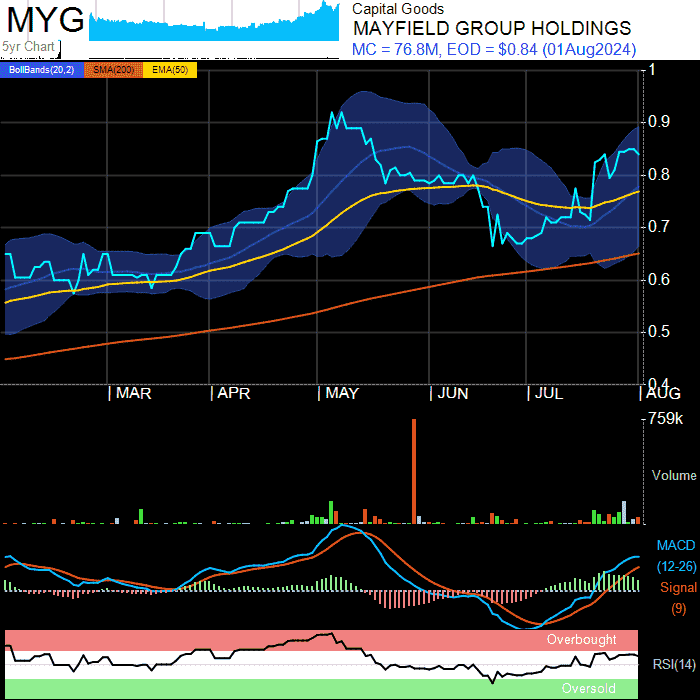 MYG
5yr Chart
Capital Goods
MAYFIELD GROUP HOLDINGS
MC = 76.8M, EOD = $0.84 (01Aug2024)
BollBands(20,2) SMA(200) EMA(50)
1
0.9
0.8
0.7
0.6
0.5
0.4
MAR APR MAY JUN JUL AUG
759k
Volume
MACD
(12-26)
Signal
(9)
Overbought
RSI(14)
Oversold